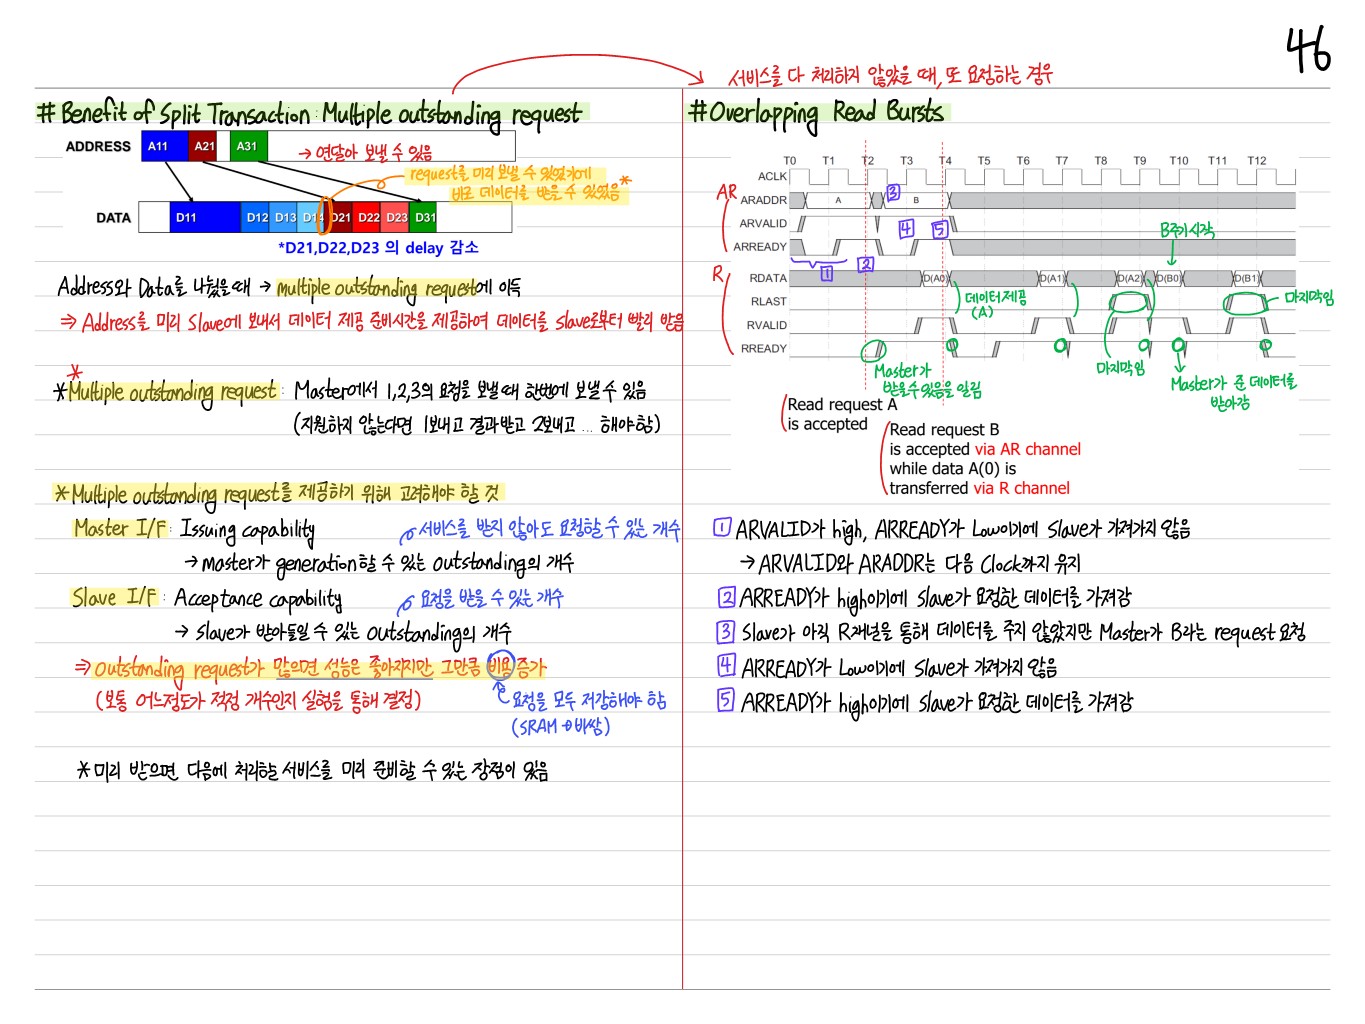 46
서비스를 다 처리하지 않았을 때, 또 요청하는 경우
# Benefit of Split Transaction : Multiple outstanding request
ADDRESS A11 A21 A31
→ 연달아 보낼 수 있음
request를 미리 보낼 수 있었기에
바로 데이터를 받을 수 있었음*
DATA D11 D12 D13 D14 D21 D22 D23 D31
*D21,D22,D23 의 delay 감소
Address와 Data를 나눴을때 → multiple outstanding request에 이득
⇒ Address를 미리 Slave에 보내서 데이터 제공 준비시간을 제공하여 데이터를 Slave로부터 빨리 받음
*
*Multiple outstanding request : Master에서 1,2,3의 요청을 보낼때 한번에 보낼 수 있음
(지원하지 않는다면 1보내고 결과받고 2보내고 ... 해야함)
*Multiple outstanding request를 제공하기 위해 고려해야 할 것
Master I/F : Issuing capability
서비스를 받지 않아도 요청할 수 있는 개수
→ master가 generation할 수 있는 outstanding의 개수
Slave I/F : Acceptance capability
요청을 받을 수 있는 개수
→ slave가 받아들일 수 있는 outstanding의 개수
⇒ Outstanding request가 많으면 성능은 좋아지지만 그만큼 비용 증가
(보통 어느정도가 적정 개수인지 실험을 통해 결정)
요청을 모두 저장해야 함
(SRAM → 비쌈)
*미리 받으면 다음에 처리하는 서비스를 미리 준비할 수 있는 장점이 있음
# Overlapping Read Bursts
T0 T1 T2 T3 T4 T5 T6 T7 T8 T9 T10 T11 T12
ACLK
AR
ARADDR A B
3
ARVALID
4 5
ARREADY
B주기 시작
1 2
R
RDATA D(A0) D(A1) D(A2) D(B0) D(B1)
RLAST
데이터 제공
(A)
마지막임
RVALID
RREADY
Master가
받을수 있음을 알림
마지막임
Master가 준 데이터를
받아감
Read request A
is accepted
Read request B
is accepted via AR channel
while data A(0) is
transferred via R channel
1 ARVALID가 high, ARREADY가 Low이기에 Slave가 가져가지 않음
→ ARVALID와 ARADDR는 다음 Clock까지 유지
2 ARREADY가 high이기에 Slave가 요청한 데이터를 가져감
3 Slave가 아직 R채널을 통해 데이터를 주지 않았지만 Master가 B라는 request 요청
4 ARREADY가 Low이기에 Slave가 가져가지 않음
5 ARREADY가 high이기에 Slave가 요청한 데이터를 가져감